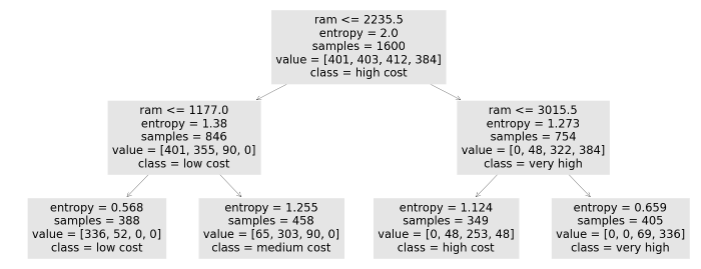 ram <= 2235.5
entropy = 2.0
samples = 1600
value = [401, 403, 412, 384]
class = high cost
ram <= 1177.0
entropy = 1.38
samples = 846
value = [401, 355, 90, 0]
class = low cost
ram <= 3015.5
entropy = 1.273
samples = 754
value = [0, 48, 322, 384]
class = very high
entropy = 0.568
samples = 388
value = [336, 52, 0, 0]
class = low cost
entropy = 1.255
samples = 458
value = [65, 303, 90, 0]
class = medium cost
entropy = 1.124
samples = 349
value = [0, 48, 253, 48]
class = high cost
entropy = 0.659
samples = 405
value = [0, 0, 69, 336]
class = very high